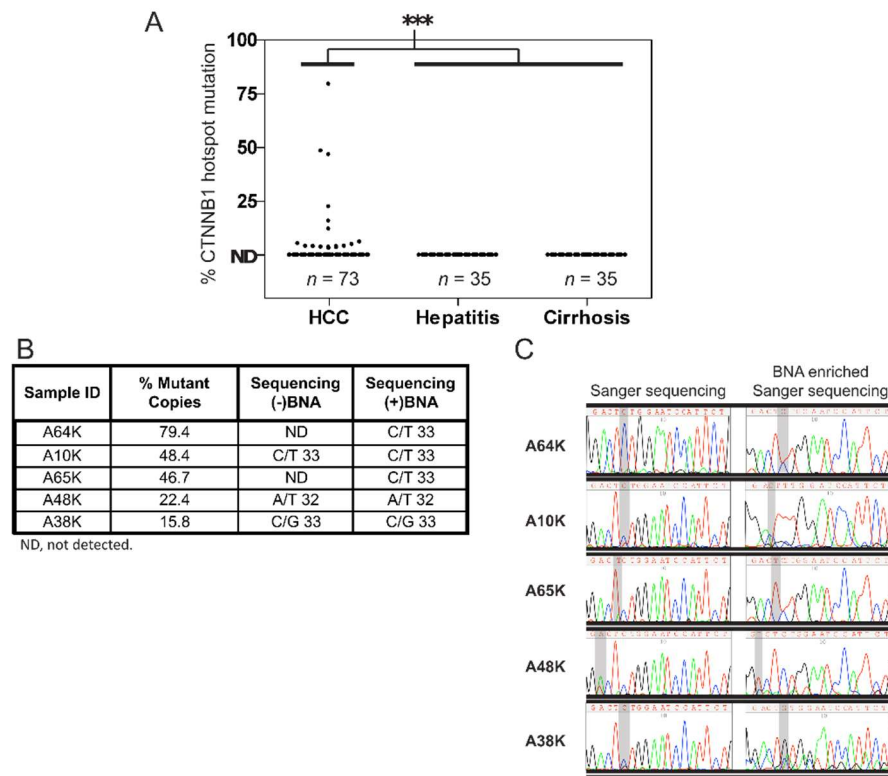 A
***
% CTNNB1 hotspot mutation
100
75
50
25
ND
n = 73
n = 35
n = 35
HCC
Hepatitis
Cirrhosis
B
Sample ID
% Mutant Copies
Sequencing (-)BNA
Sequencing (+)BNA
A64K 79.4 ND C/T 33
A10K 48.4 C/T 33 C/T 33
A65K 46.7 ND C/T 33
A48K 22.4 A/T 32 A/T 32
A38K 15.8 C/G 33 C/G 33
ND, not detected.
C
Sanger sequencing
BNA enriched
Sanger sequencing
A64K
A10K
A65K
A48K
A38K